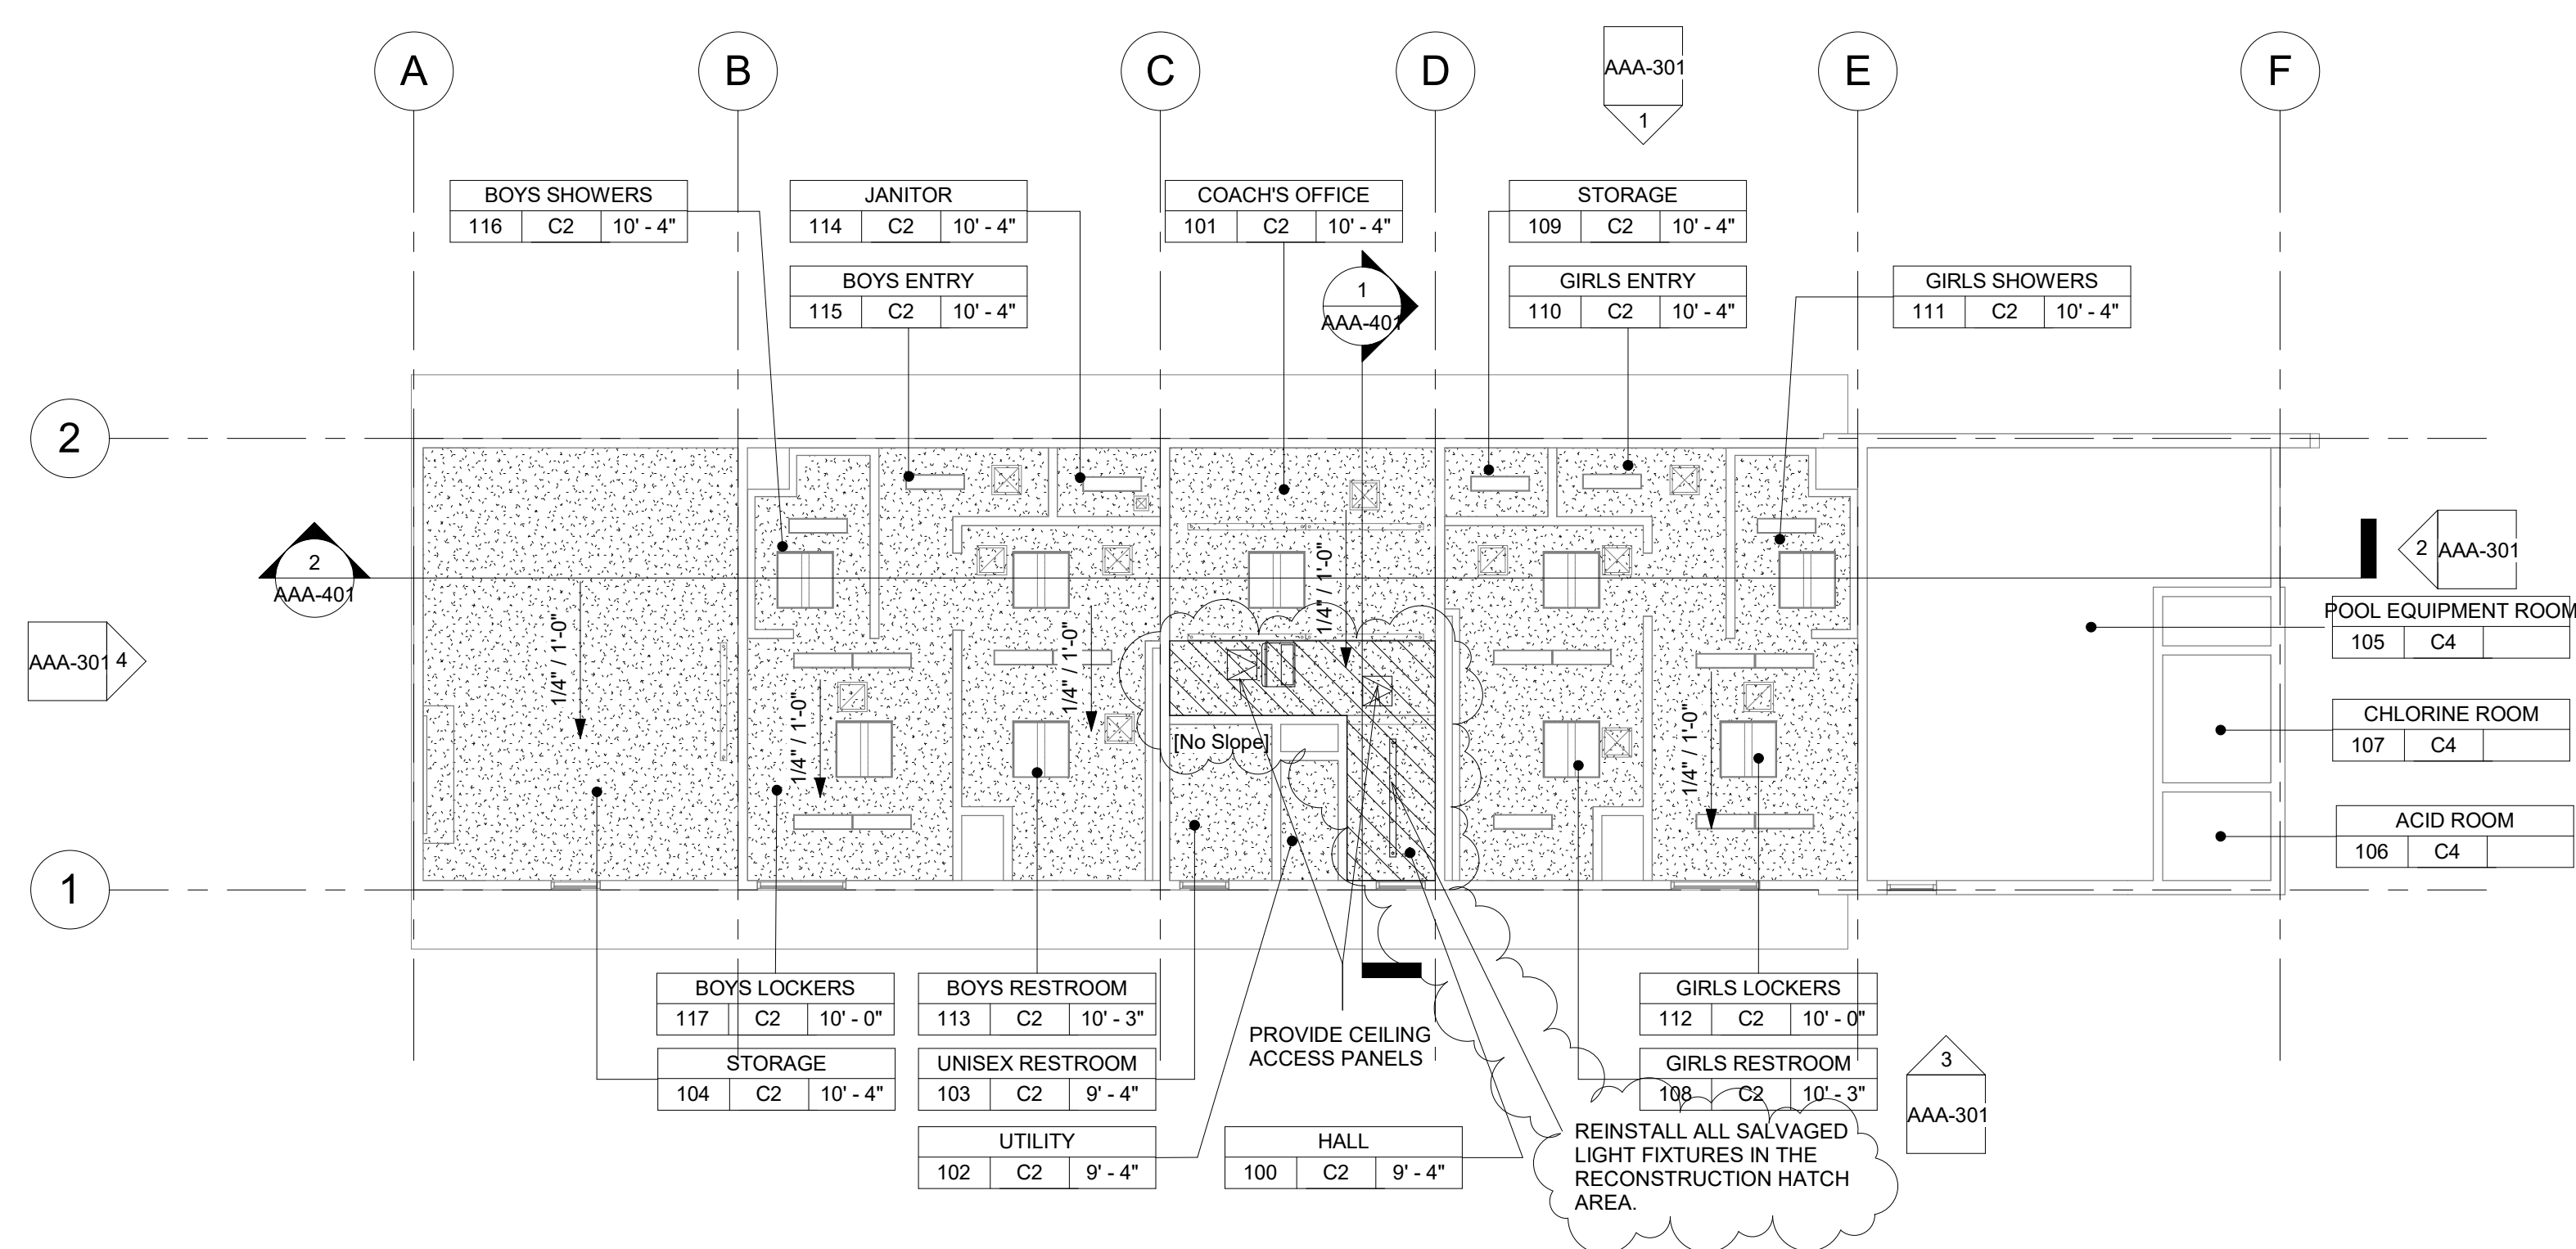 A
B
C
D
E
F
AAA-301
1
BOYS SHOWERS
116 C2 10' - 4"
JANITOR
114 C2 10' - 4"
COACH'S OFFICE
101 C2 10' - 4"
STORAGE
109 C2 10' - 4"
BOYS ENTRY
115 C2 10' - 4"
1
AAA-401
GIRLS ENTRY
110 C2 10' - 4"
GIRLS SHOWERS
111 C2 10' - 4"
2
2
AAA-401
2 AAA-301
1/4" / 1'-0"
1/4" / 1'-0"
1/4" / 1'-0"
1/4" / 1'-0"
1/4" / 1'-0"
AAA-301 4
POOL EQUIPMENT ROOM
105 C4
CHLORINE ROOM
107 C4
[No Slope]
ACID ROOM
106 C4
1
BOYS LOCKERS
117 C2 10' - 0"
BOYS RESTROOM
113 C2 10' - 3"
GIRLS LOCKERS
112 C2 10' - 0"
PROVIDE CEILING
ACCESS PANELS
STORAGE
104 C2 10' - 4"
UNISEX RESTROOM
103 C2 9' - 4"
GIRLS RESTROOM
108 C2 10' - 3"
3
AAA-301
UTILITY
102 C2 9' - 4"
HALL
100 C2 9' - 4"
REINSTALL ALL SALVAGED
LIGHT FIXTURES IN THE
RECONSTRUCTION HATCH
AREA.